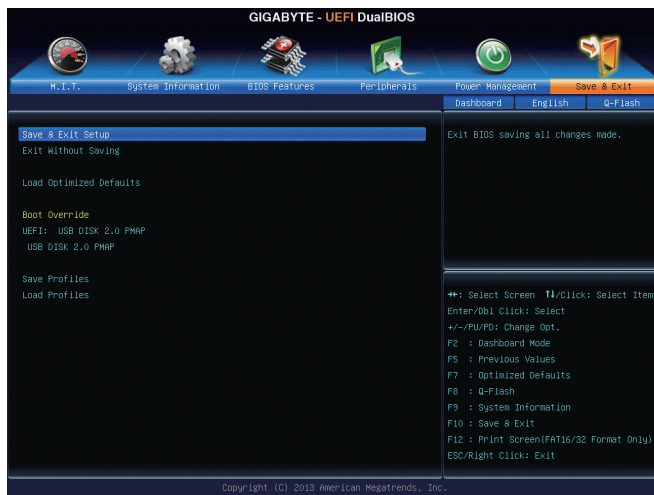 GIGABYTE - UEFI DualBIOS
M.I.T. System Information BIOS Features Peripherals Power Management Save & Exit
Dashboard English Q-Flash
Save & Exit Setup
Exit Without Saving
Load Optimized Defaults
Boot Override
UEFI: USB DISK 2.0 PMAP
USB DISK 2.0 PMAP
Save Profiles
Load Profiles
Exit BIOS saving all changes made.
→←: Select Screen ↑↓/Click: Select Item
Enter/Dbl Click: Select
+/-/PU/PD: Change Opt.
F2 : Dashboard Mode
F5 : Previous Values
F7 : Optimized Defaults
F8 : Q-Flash
F9 : System Information
F10 : Save & Exit
F12 : Print Screen(FAT16/32 Format Only)
ESC/Right Click: Exit
Copyright (C) 2013 American Megatrends, Inc.